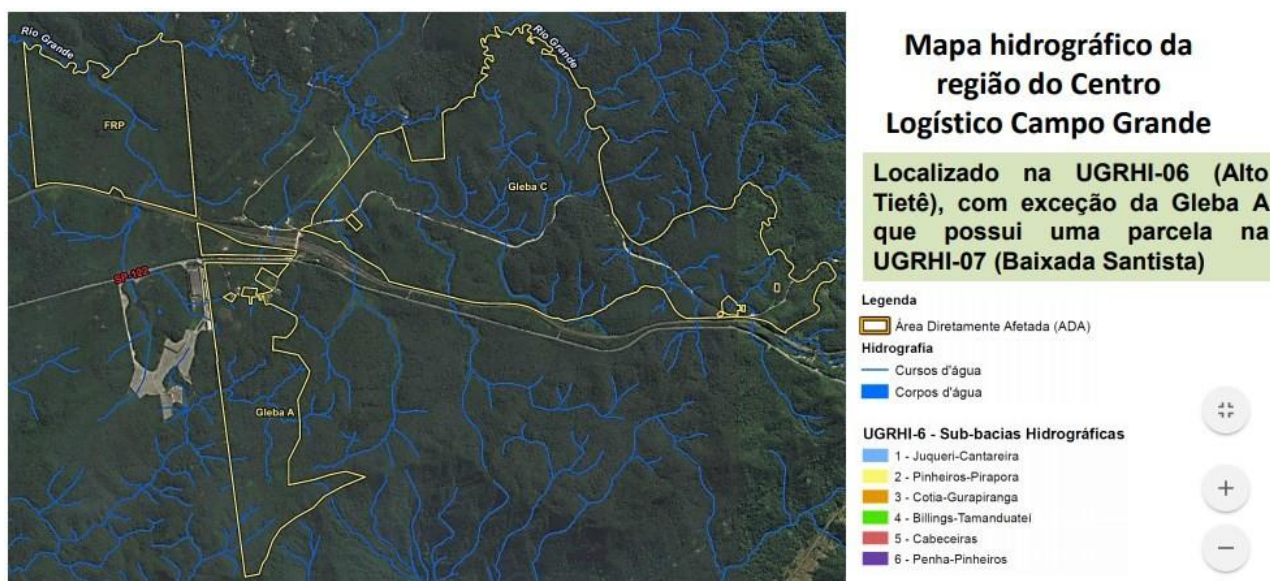 Rio Grande
Rio Grande
FRP
Gleba C
SP-122
Gleba A
Mapa hidrográfico da
região do Centro
Logístico Campo Grande
Localizado na UGRHI-06 (Alto
Tietê), com exceção da Gleba A
que possui uma parcela na
UGRHI-07 (Baixada Santista)
Legenda
Área Diretamente Afetada (ADA)
Hidrografia
Cursos d'água
Corpos d'água
UGRHI-6 - Sub-bacias Hidrográficas
1 - Juqueri-Cantareira
2 - Pinheiros-Pirapora
3 - Cotia-Gurapiranga
4 - Billings-Tamanduateí
5 - Cabeceiras
6 - Penha-Pinheiros